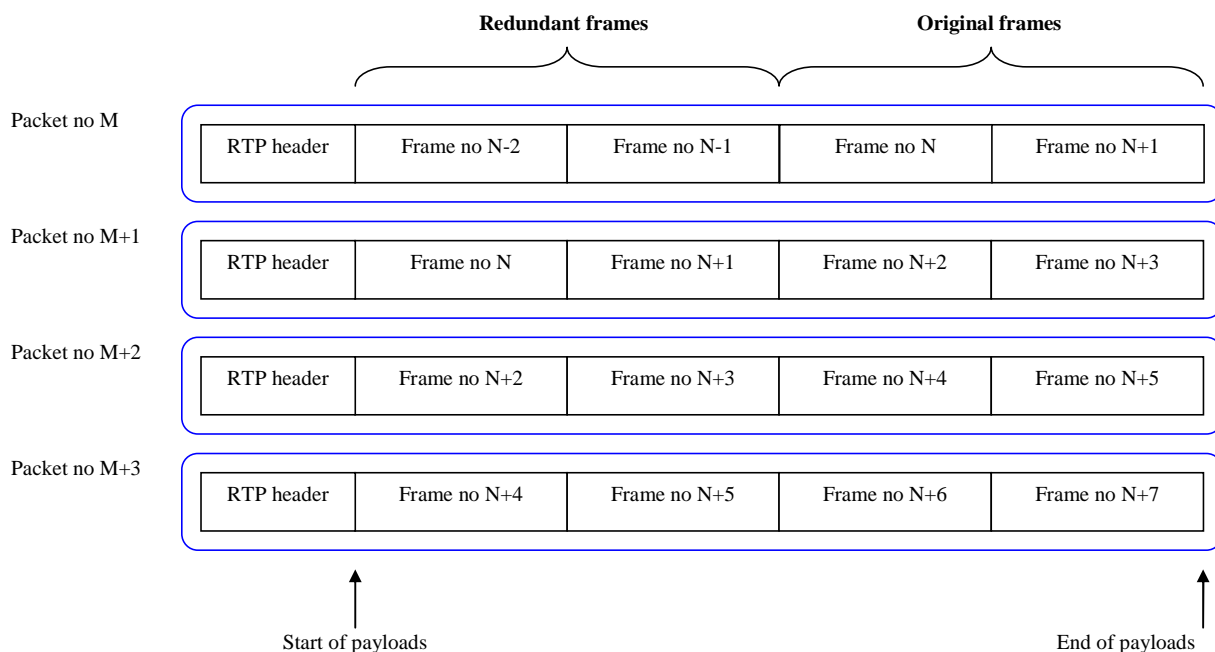 Redundant frames Original frames
Packet no M
RTP header Frame no N-2 Frame no N-1 Frame no N Frame no N+1
Packet no M+1
RTP header Frame no N Frame no N+1 Frame no N+2 Frame no N+3
Packet no M+2
RTP header Frame no N+2 Frame no N+3 Frame no N+4 Frame no N+5
Packet no M+3
RTP header Frame no N+4 Frame no N+5 Frame no N+6 Frame no N+7
Start of payloads End of payloads